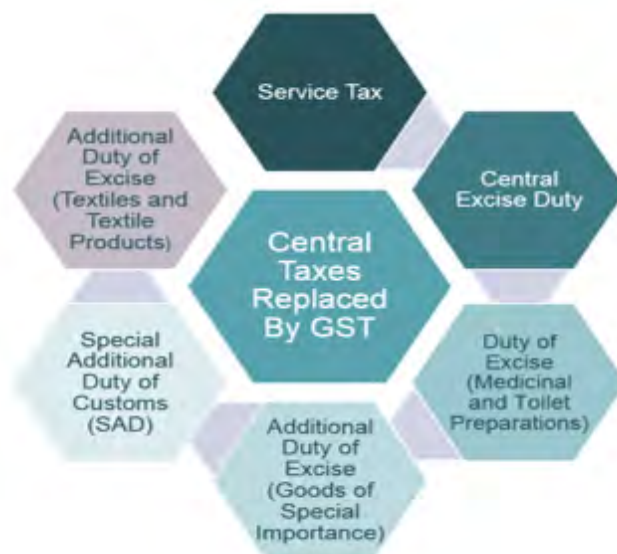 Service Tax
Central
Excise Duty
Duty of
Excise
(Medicinal
and Toilet
Preparations)
Additional
Duty of
Excise
(Goods of
Special
Importance)
Special
Additional
Duty of
Customs
(SAD)
Additional
Duty of
Excise
(Textiles and
Textile
Products)
Central
Taxes
Replaced
By GST